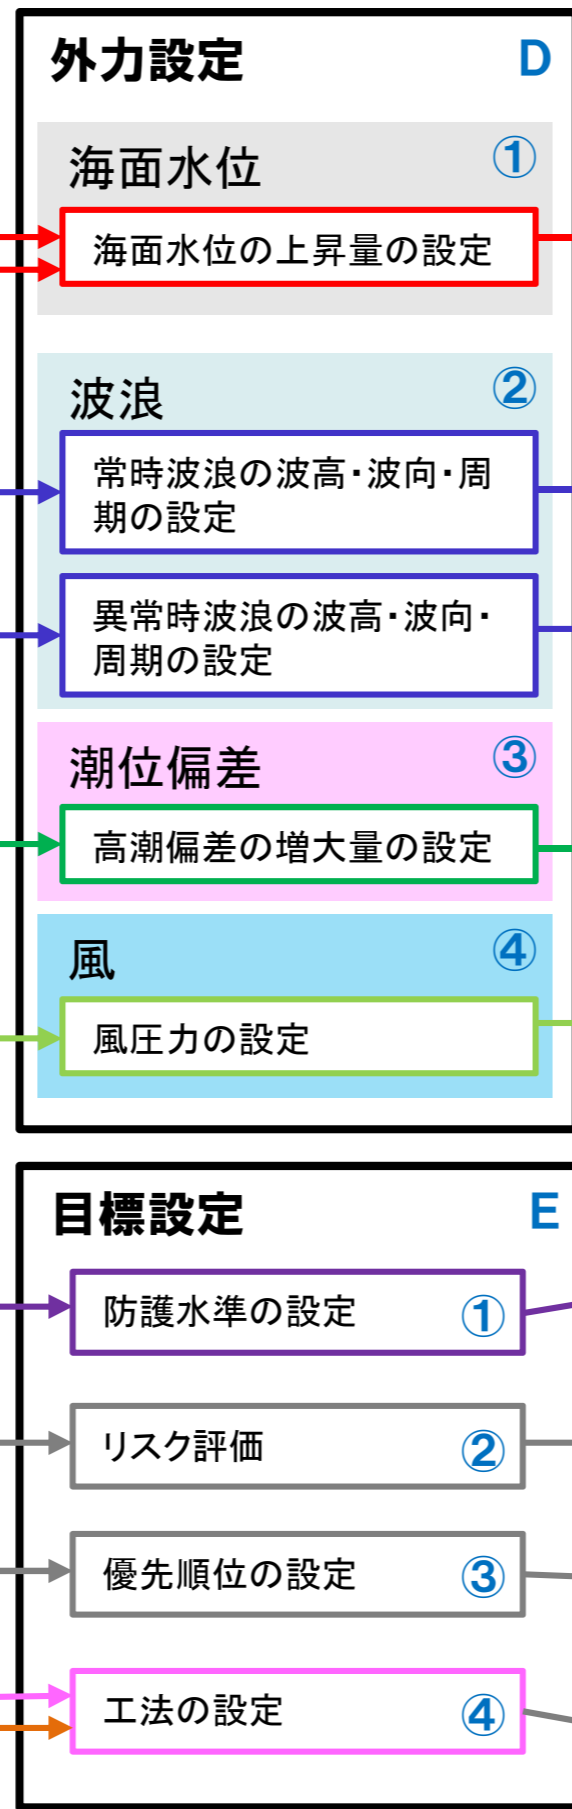 外力設定 D
海面水位 ①
海面水位の上昇量の設定
波浪 ②
常時波浪の波高・波向・周
期の設定
異常時波浪の波高・波向・
周期の設定
潮位偏差 ③
高潮偏差の増大量の設定
風 ④
風圧力の設定
目標設定 E
防護水準の設定 ①
リスク評価 ②
優先順位の設定 ③
工法の設定 ④